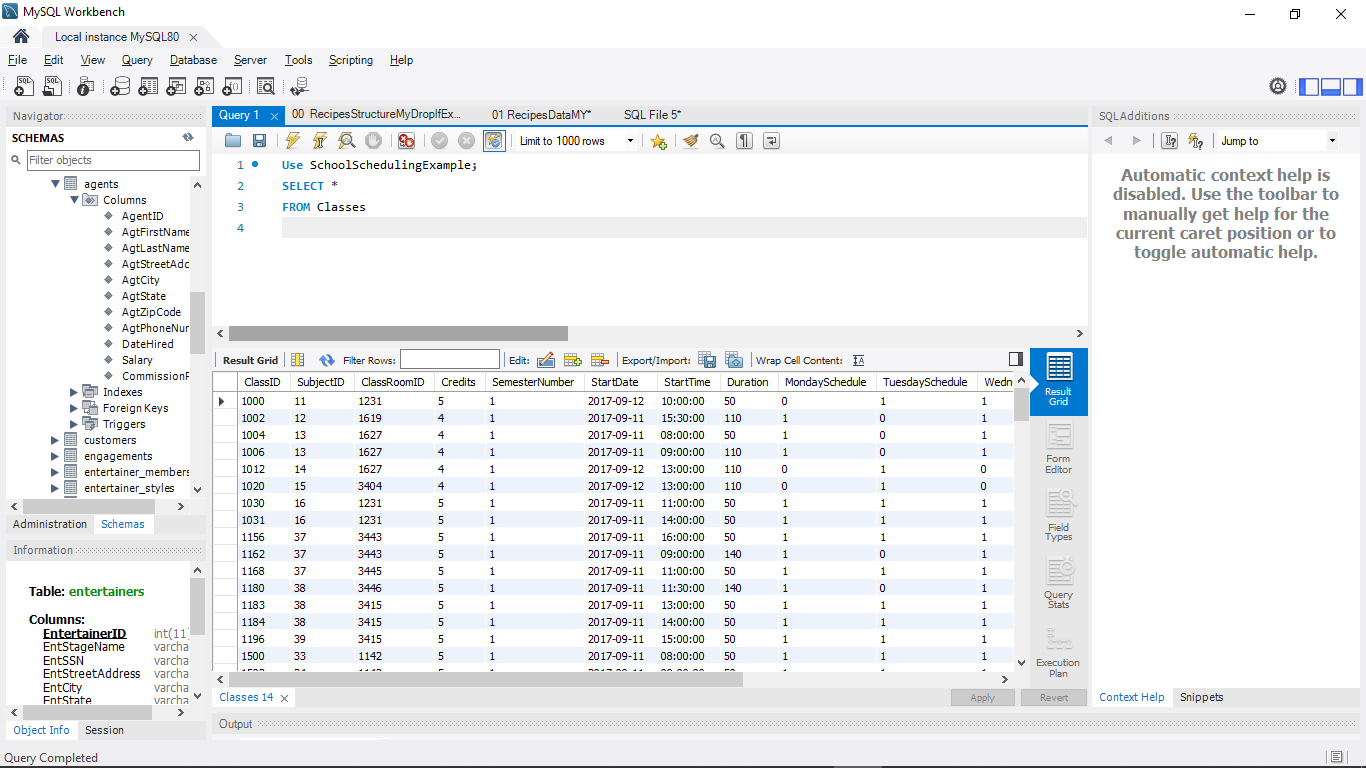 MySQL Workbench
Local instance MySQL80
File Edit View Query Database Server Tools Scripting Help
Navigator
SCHEMAS
Filter objects
agents
Columns
AgentID
AgtFirstName
AgtLastName
AgtStreetAdd
AgtCity
AgtState
AgtZipCode
AgtPhoneNur
DateHired
Salary
CommissionF
Indexes
Foreign Keys
Triggers
customers
engagements
entertainer_members
entertainer_styles
Administration Schemas
Information
Table: entertainers
Columns:
EntertainerID int(11)
EntStageName varcha
EntSSN varcha
EntStreetAddress varcha
EntCity varcha
EntState varcha
Object Info Session
Query Completed
Query 1 00 RecipesStructureMyDropIfEx... 01 RecipesDataMY* SQL File 5*
Limit to 1000 rows
1 Use SchoolSchedulingExample;
2 SELECT *
3 FROM Classes
4
Result Grid Filter Rows: Edit: Export/Import: Wrap Cell Content:
ClassID SubjectID ClassRoomID Credits SemesterNumber StartDate StartTime Duration MondaySchedule TuesdaySchedule Wedn
1000 11 1231 5 1 2017-09-12 10:00:00 50 0 1 1
1002 12 1619 4 1 2017-09-11 15:30:00 110 1 0 1
1004 13 1627 4 1 2017-09-11 08:00:00 50 1 0 1
1006 13 1627 4 1 2017-09-11 09:00:00 110 1 0 1
1012 14 1627 4 1 2017-09-12 13:00:00 110 0 1 0
1020 15 3404 4 1 2017-09-12 13:00:00 110 0 1 0
1030 16 1231 5 1 2017-09-11 11:00:00 50 1 1 1
1031 16 1231 5 1 2017-09-11 14:00:00 50 1 1 1
1156 37 3443 5 1 2017-09-11 16:00:00 50 1 1 1
1162 37 3443 5 1 2017-09-11 09:00:00 140 1 0 1
1168 37 3445 5 1 2017-09-11 11:00:00 50 1 1 1
1180 38 3446 5 1 2017-09-11 11:30:00 140 1 0 1
1183 38 3415 5 1 2017-09-11 13:00:00 50 1 1 1
1184 38 3415 5 1 2017-09-11 14:00:00 50 1 1 1
1196 39 3415 5 1 2017-09-11 15:00:00 50 1 1 1
1500 33 1142 5 1 2017-09-11 08:00:00 50 1 1 1
Result
Grid
Form
Editor
Field
Types
Query
Stats
Execution
Plan
Classes 14 Apply Revert
Output
SQLAdditions
Jump to
Automatic context help is
disabled. Use the toolbar to
manually get help for the
current caret position or to
toggle automatic help.
Context Help Snippets